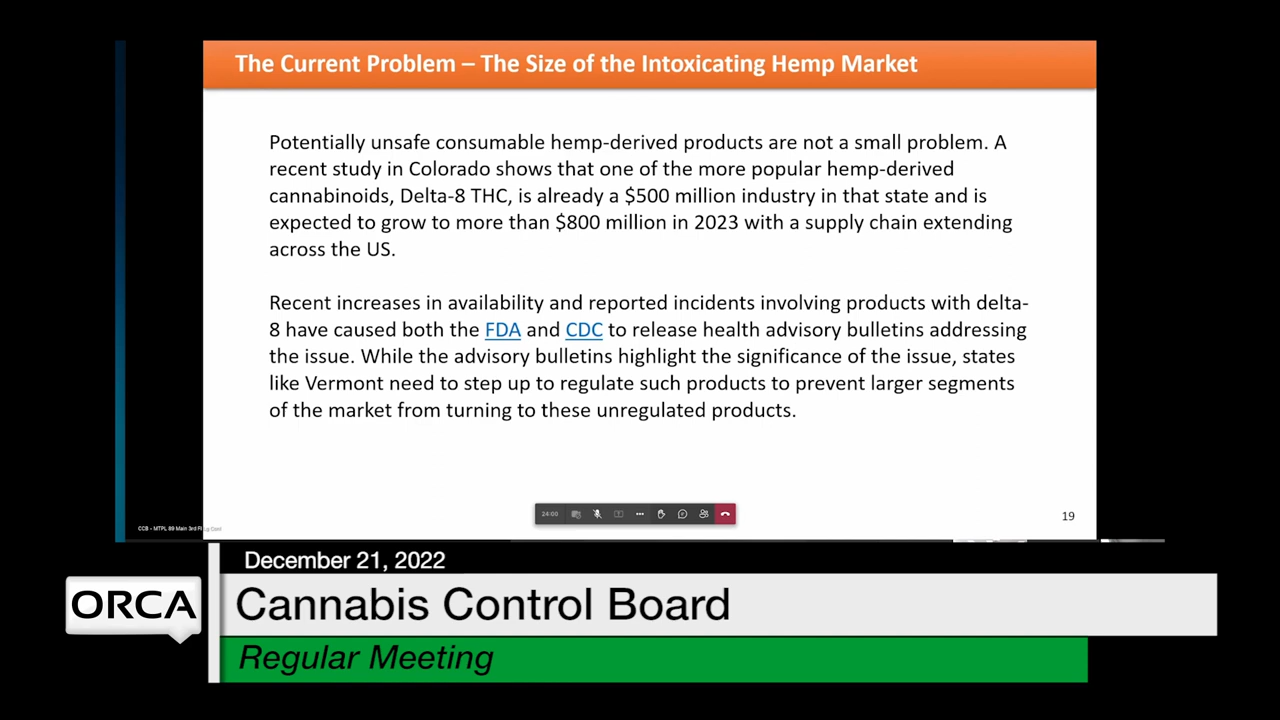 The Current Problem – The Size of the Intoxicating Hemp Market
Potentially unsafe consumable hemp-derived products are not a small problem. A
recent study in Colorado shows that one of the more popular hemp-derived
cannabinoids, Delta-8 THC, is already a $500 million industry in that state and is
expected to grow to more than $800 million in 2023 with a supply chain extending
across the US.
Recent increases in availability and reported incidents involving products with delta-
8 have caused both the FDA and CDC to release health advisory bulletins addressing
the issue. While the advisory bulletins highlight the significance of the issue, states
like Vermont need to step up to regulate such products to prevent larger segments
of the market from turning to these unregulated products.
24:00
19
CCB - MTPL 89 Main 3rd
December 21, 2022
ORCA
Cannabis Control Board
Regular Meeting